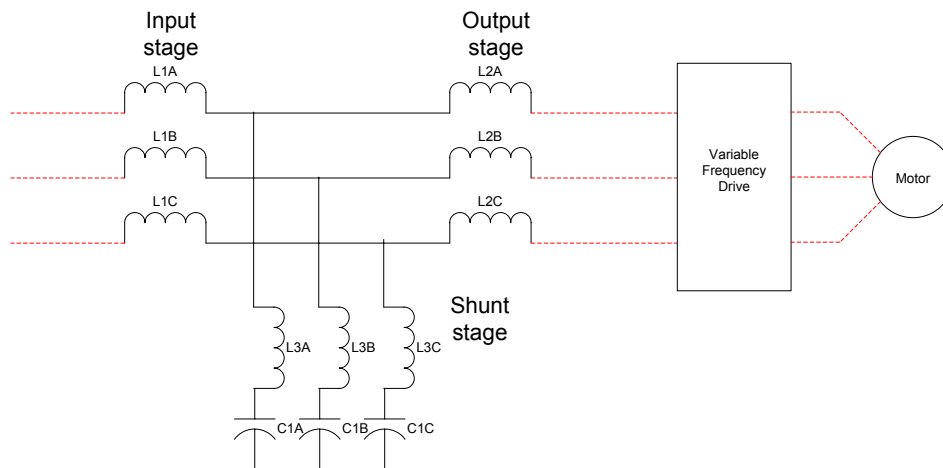 Input
stage
Output
stage
L1A
L2A
L1B
L2B
L1C
L2C
Variable
Frequency
Drive
Motor
Shunt
stage
L3A
L3B
L3C
C1A
C1B
C1C